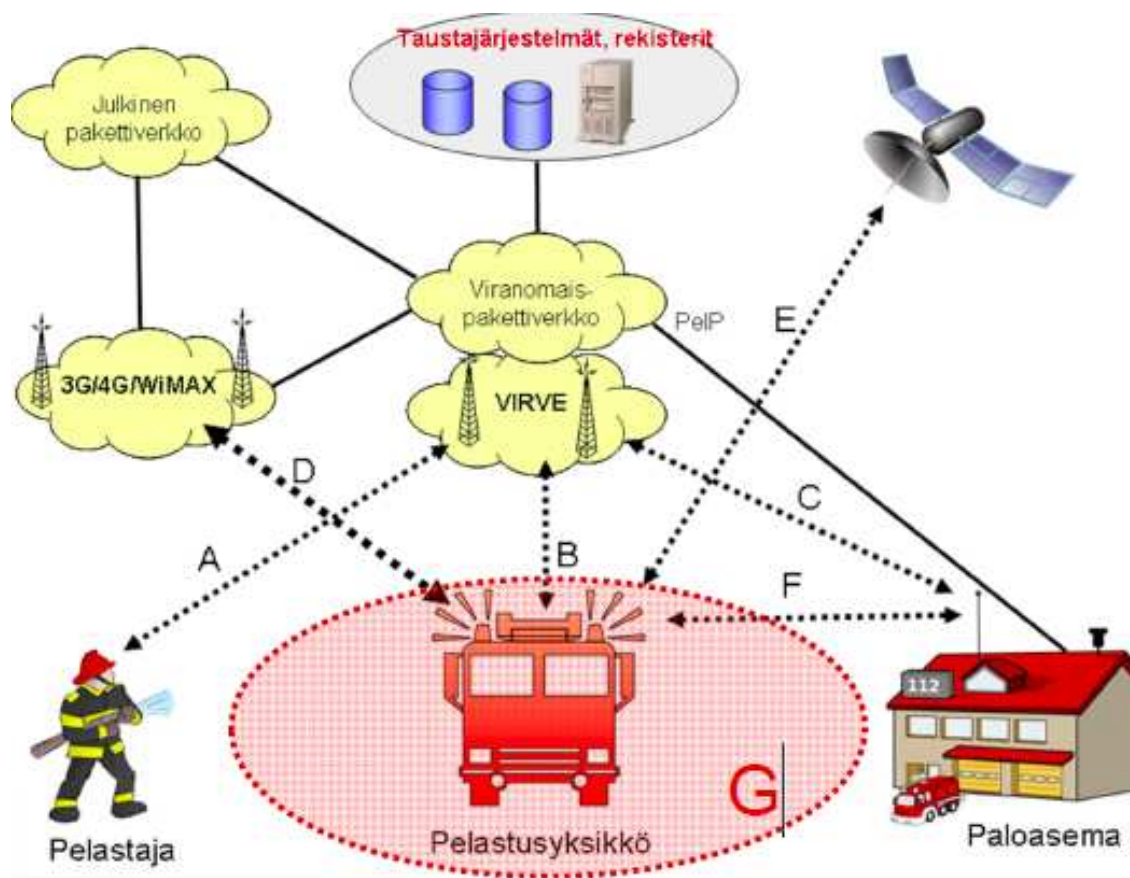 Taustajärjestelmät, rekisterit
Julkinen
pakettiverkko
Viranomais-
pakettiverkko
PelP
E
3G/4G/WiMAX
VIRVE
D
C
A
B
F
112
G
Pelastaja
Pelastusyksikkö
Paloasema